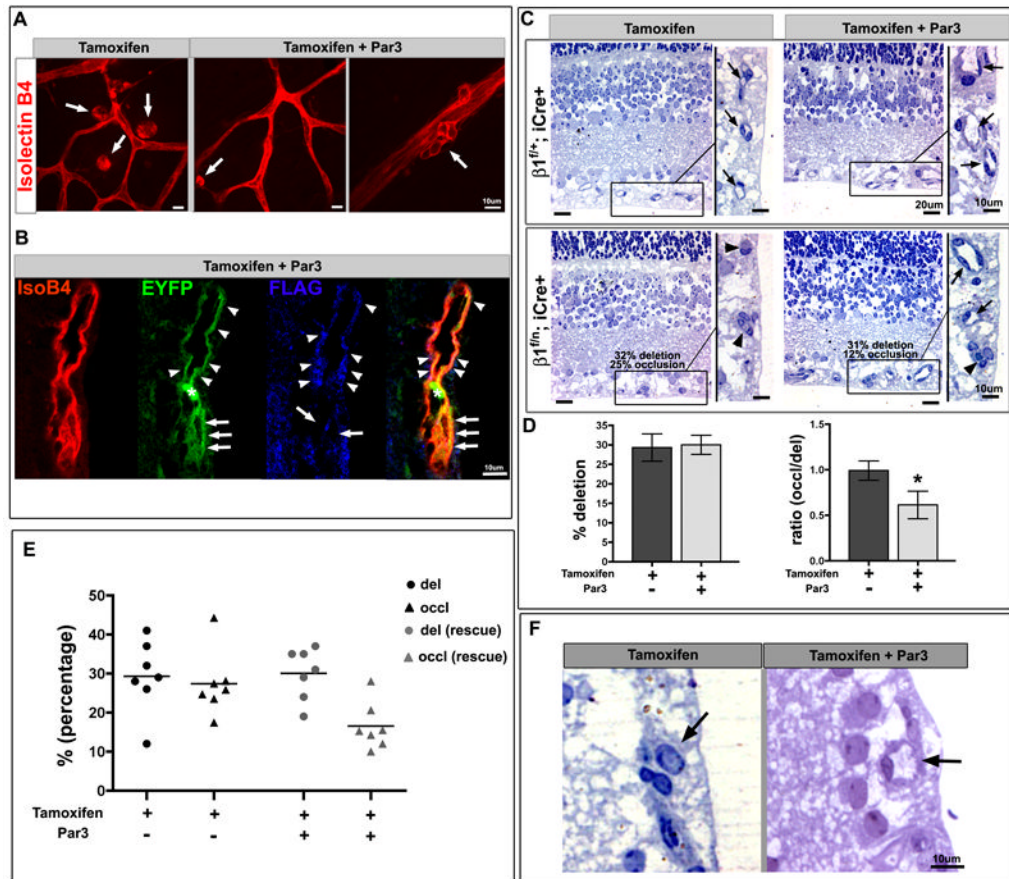 A
Tamoxifen
Tamoxifen + Par3
Isolectin B4
10um
B
Tamoxifen + Par3
IsoB4
EYFP
FLAG
*
*
10um
C
Tamoxifen
Tamoxifen + Par3
β1f/+; iCre+
20um
10um
β1f/n; iCre+
32% deletion
25% occlusion
31% deletion
12% occlusion
10um
D
% deletion
35
30
25
20
15
10
5
0
Tamoxifen + +
Par3 - +
ratio (occl/del)
1.5
1.0
0.5
0.0
*
Tamoxifen + +
Par3 - +
E
del
occl
del (rescue)
occl (rescue)
% (percentage)
50
40
30
20
10
0
Tamoxifen + + + +
Par3 - - + +
F
Tamoxifen
Tamoxifen + Par3
10um